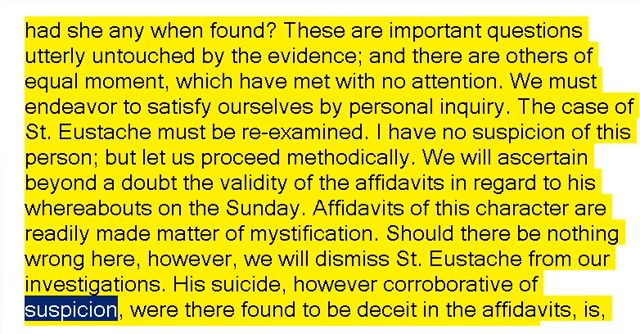 had she any when found? These are important questions
utterly untouched by the evidence; and there are others of
equal moment, which have met with no attention. We must
endeavor to satisfy ourselves by personal inquiry. The case of
St. Eustache must be re-examined. I have no suspicion of this
person; but let us proceed methodically. We will ascertain
beyond a doubt the validity of the affidavits in regard to his
whereabouts on the Sunday. Affidavits of this character are
readily made matter of mystification. Should there be nothing
wrong here, however, we will dismiss St. Eustache from our
investigations. His suicide, however corroborative of
suspicion, were there found to be deceit in the affidavits, is,